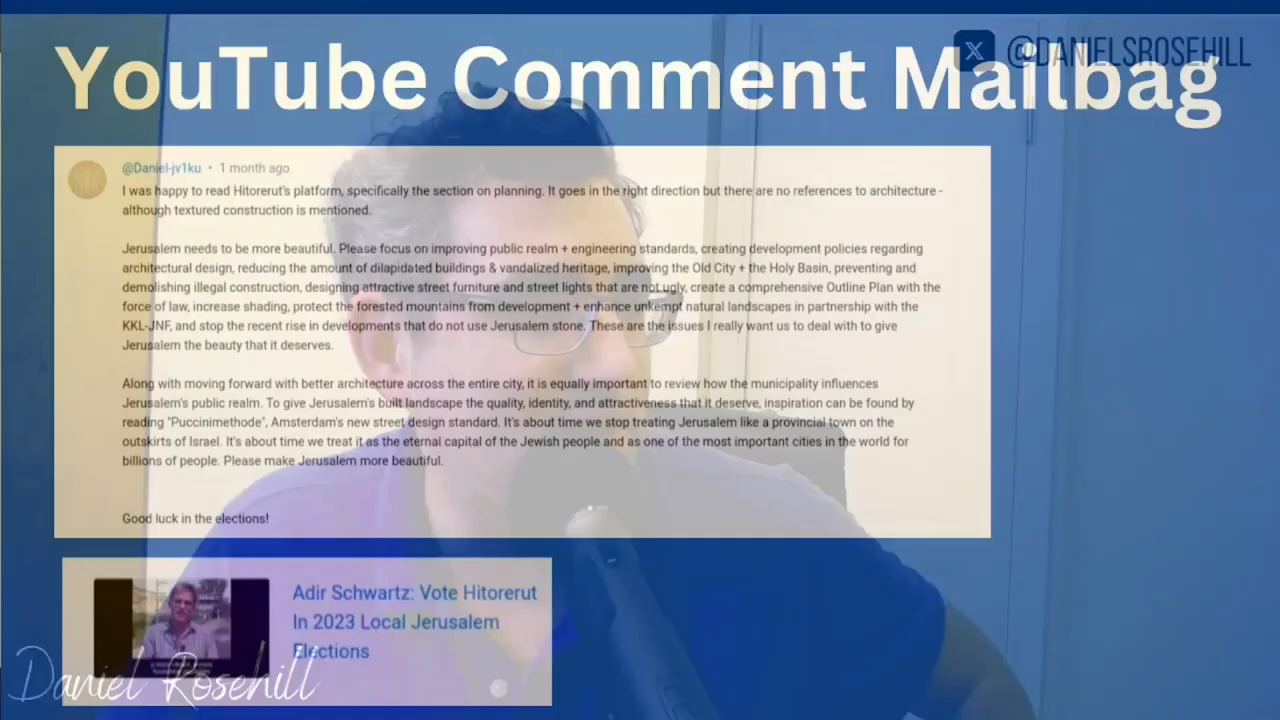 YouTube Comment Mailbag
@DANIELSROSEHILL
@Daniel-jv1ku • 1 month ago
I was happy to read Hitorerut's platform, specifically the section on planning. It goes in the right direction but there are no references to architecture -
although textured construction is mentioned.
Jerusalem needs to be more beautiful. Please focus on improving public realm + engineering standards, creating development policies regarding
architectural design, reducing the amount of dilapidated buildings & vandalized heritage, improving the Old City + the Holy Basin, preventing and
demolishing illegal construction, designing attractive street furniture and street lights that are not ugly, create a comprehensive Outline Plan with the
force of law, increase shading, protect the forested mountains from development + enhance unkempt natural landscapes in partnership with the
KKL-JNF, and stop the recent rise in developments that do not use Jerusalem stone. These are the issues I really want us to deal with to give
Jerusalem the beauty that it deserves.
Along with moving forward with better architecture across the entire city, it is equally important to review how the municipality influences
Jerusalem's public realm. To give Jerusalem's built landscape the quality, identity, and attractiveness that it deserve, inspiration can be found by
reading "Puccinimethode", Amsterdam's new street design standard. It's about time we stop treating Jerusalem like a provincial town on the
outskirts of Israel. It's about time we treat it as the eternal capital of the Jewish people and as one of the most important cities in the world for
billions of people. Please make Jerusalem more beautiful.
Good luck in the elections!
Adir Schwartz: Vote Hitorerut
In 2023 Local Jerusalem
Elections
Daniel Rosehill